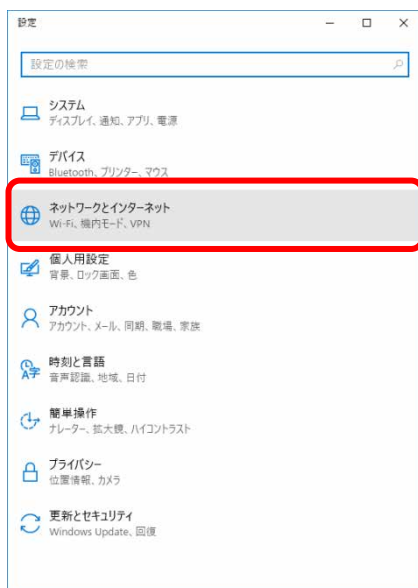 設定
設定の検索
システム
ディスプレイ、通知、アプリ、電源
デバイス
Bluetooth、プリンター、マウス
ネットワークとインターネット
Wi-Fi、機内モード、VPN
個人用設定
背景、ロック画面、色
アカウント
アカウント、メール、同期、職場、家族
時刻と言語
音声認識、地域、日付
簡単操作
ナレーター、拡大鏡、ハイコントラスト
プライバシー
位置情報、カメラ
更新とセキュリティ
Windows Update、回復